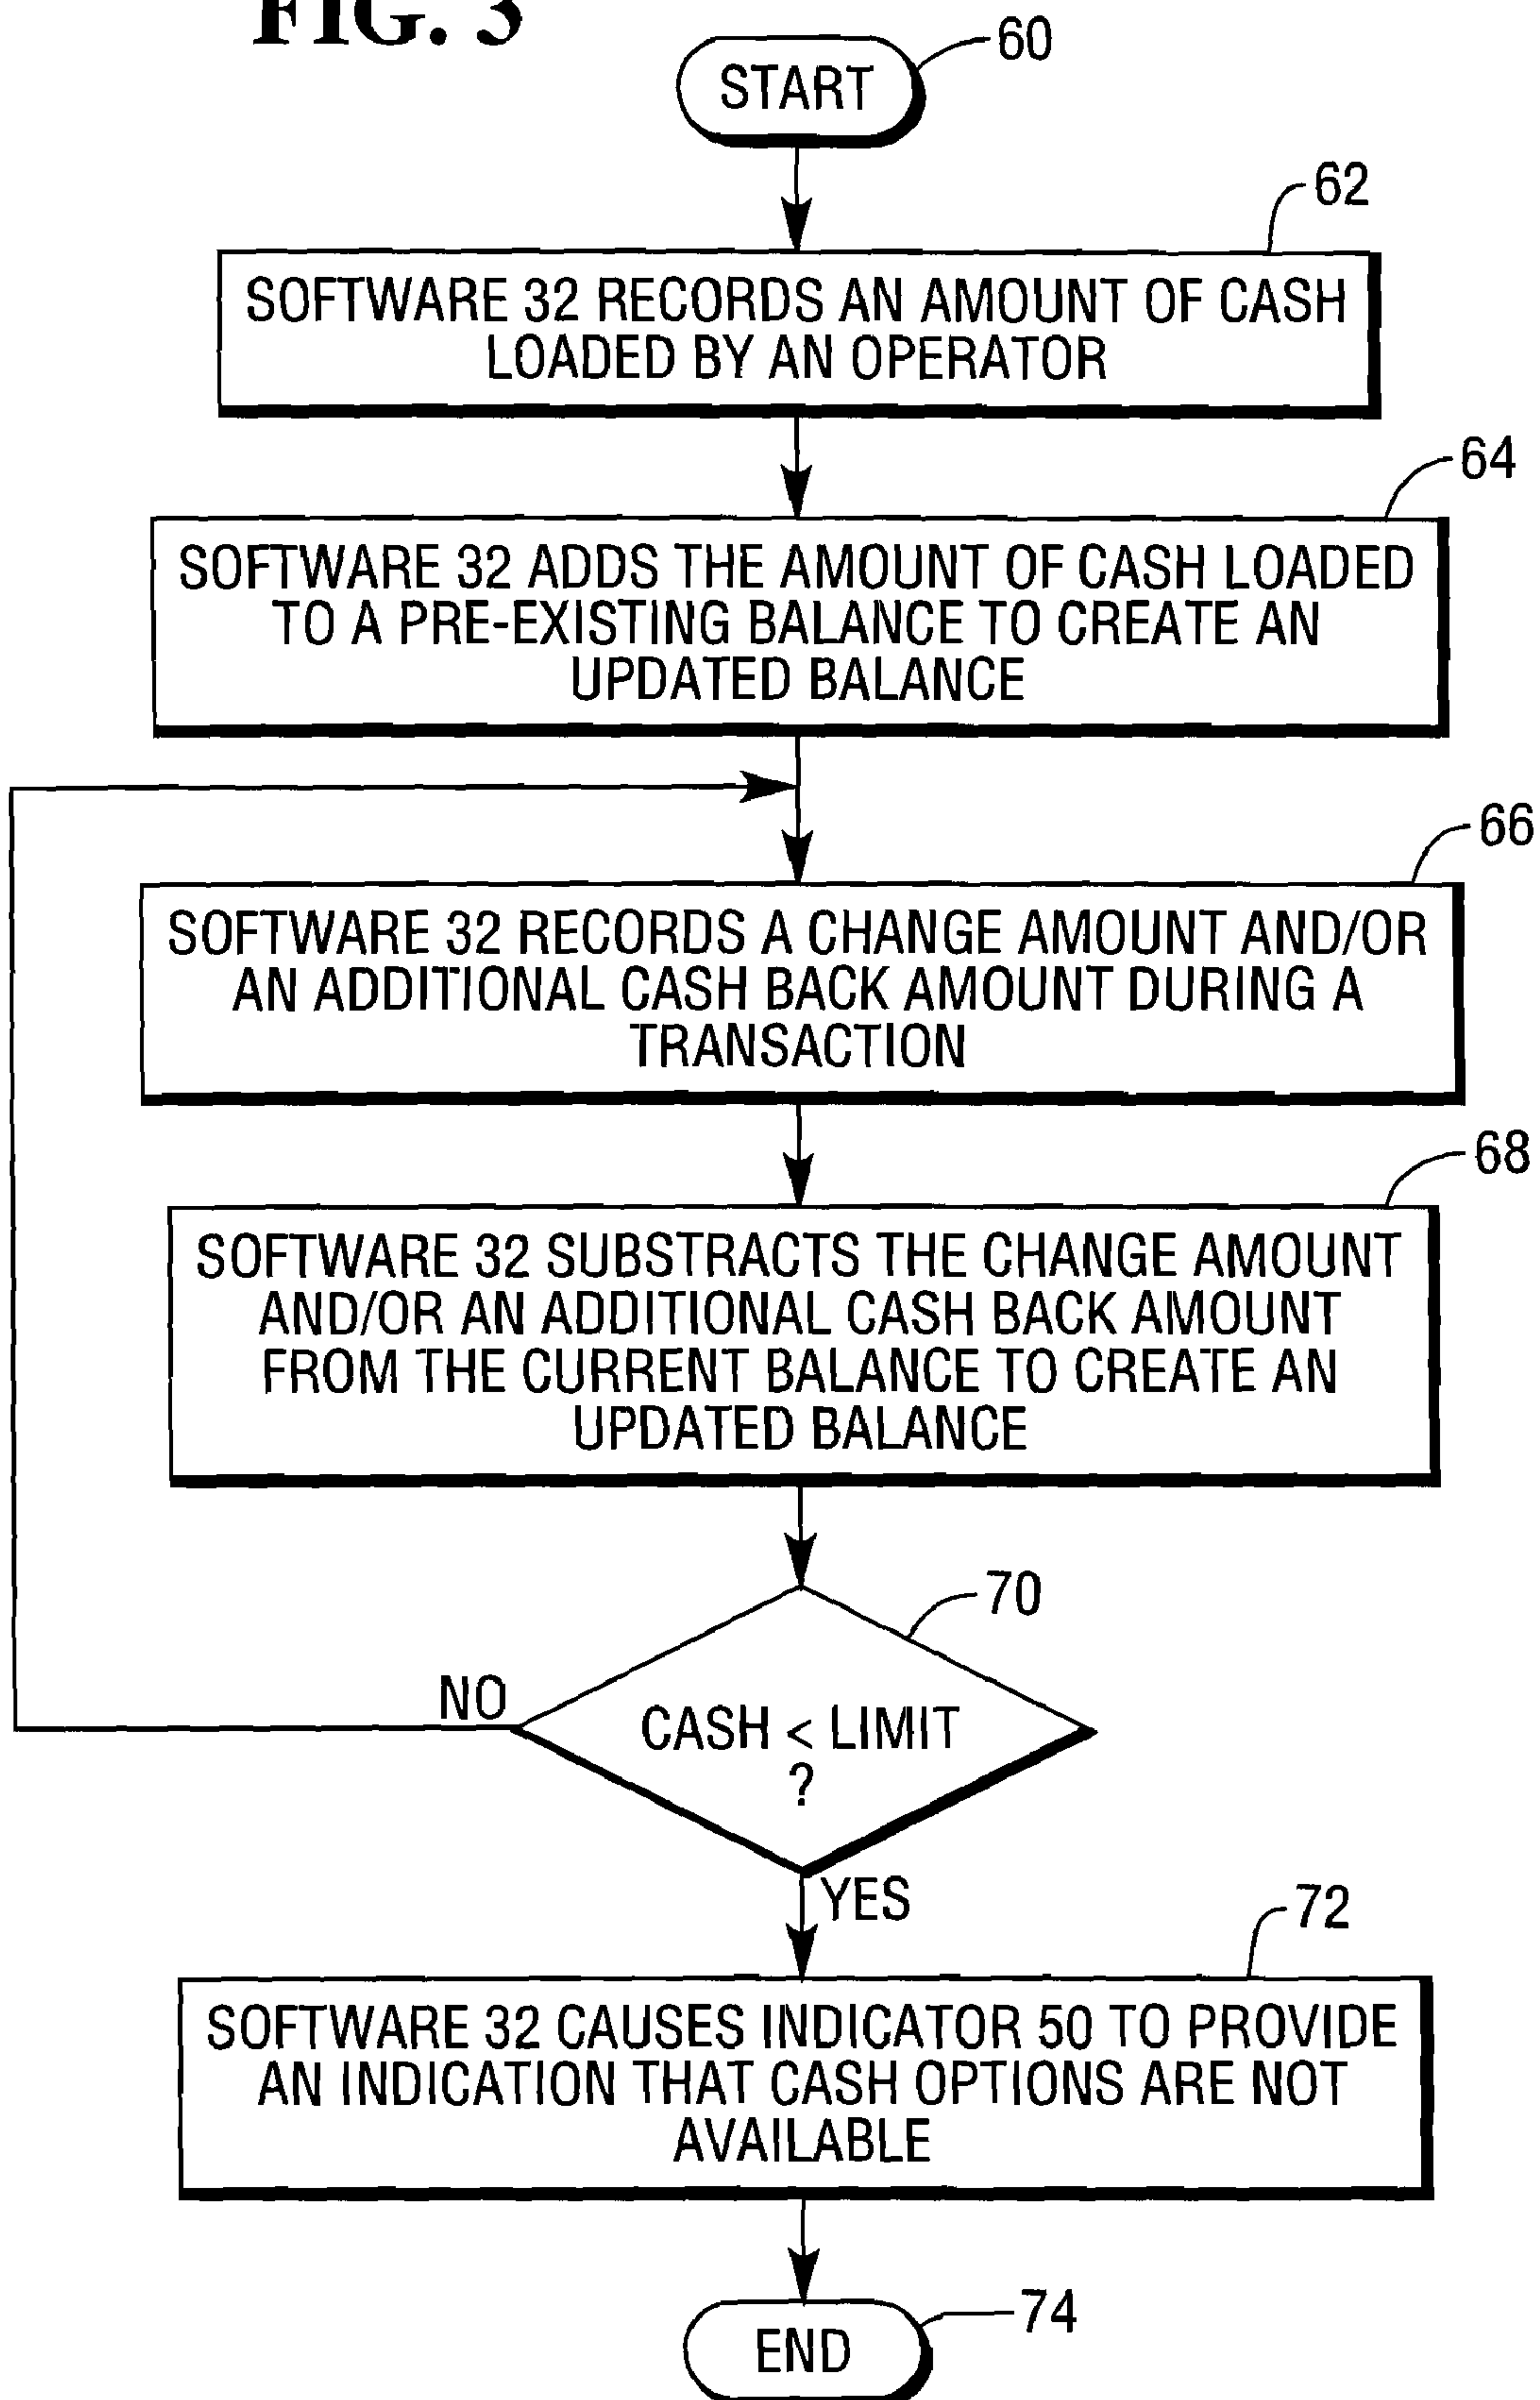 FIG. 3
START
60
62
SOFTWARE 32 RECORDS AN AMOUNT OF CASH
LOADED BY AN OPERATOR
64
SOFTWARE 32 ADDS THE AMOUNT OF CASH LOADED
TO A PRE-EXISTING BALANCE TO CREATE AN
UPDATED BALANCE
66
SOFTWARE 32 RECORDS A CHANGE AMOUNT AND/OR
AN ADDITIONAL CASH BACK AMOUNT DURING A
TRANSACTION
68
SOFTWARE 32 SUBSTRACTS THE CHANGE AMOUNT
AND/OR AN ADDITIONAL CASH BACK AMOUNT
FROM THE CURRENT BALANCE TO CREATE AN
UPDATED BALANCE
70
NO
CASH < LIMIT
?
YES
72
SOFTWARE 32 CAUSES INDICATOR 50 TO PROVIDE
AN INDICATION THAT CASH OPTIONS ARE NOT
AVAILABLE
74
END